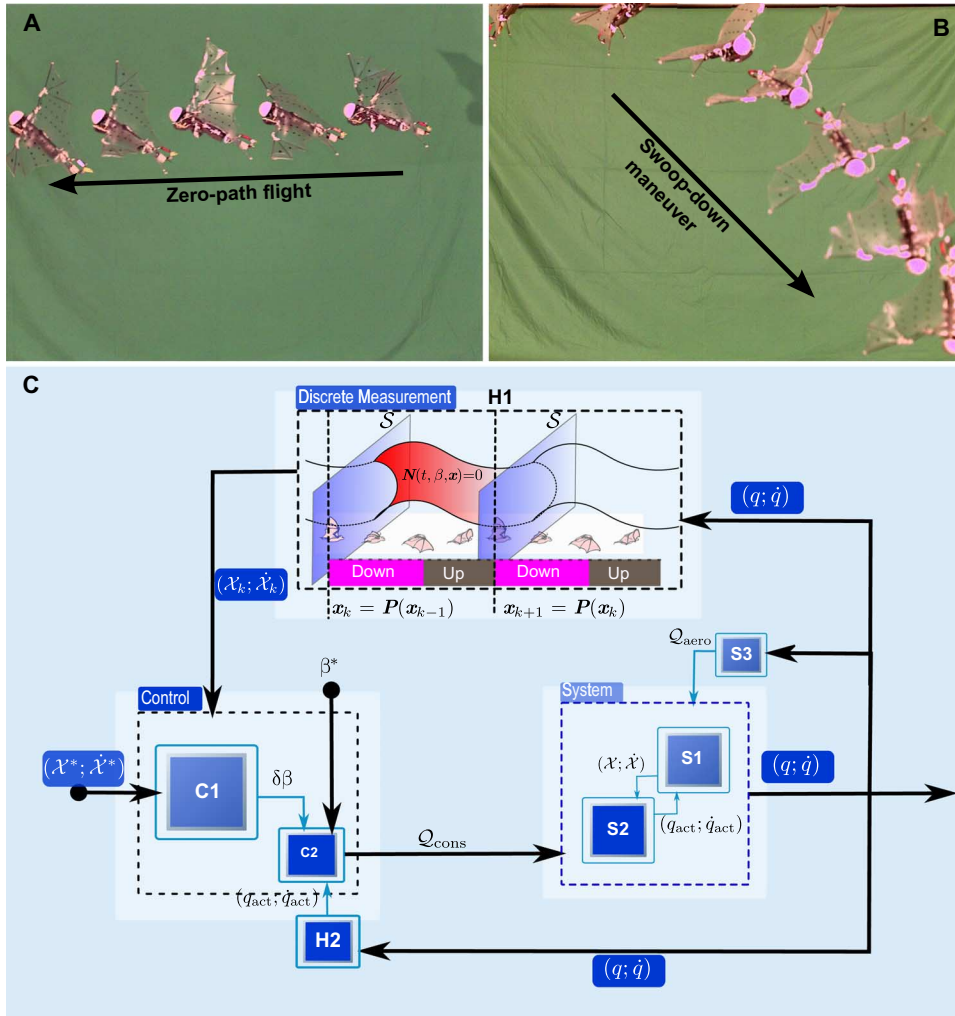 A
Zero-path flight
B
Swoop-down
maneuver
C
Discrete Measurement
H1
𝒮
𝒮
N(t, β, x)=0
Down
Up
Down
Up
x_k = P(x_{k−1})
x_{k+1} = P(x_k)
(q; q̇)
(𝒳_k; 𝒳̇_k)
𝒬_aero
S3
β*
Control
System
(𝒳*; 𝒳̇*)
C1
δβ
C2
𝒬_cons
(𝒳; 𝒳̇)
S1
S2
(q_act; q̇_act)
(q; q̇)
(q_act; q̇_act)
H2
(q; q̇)